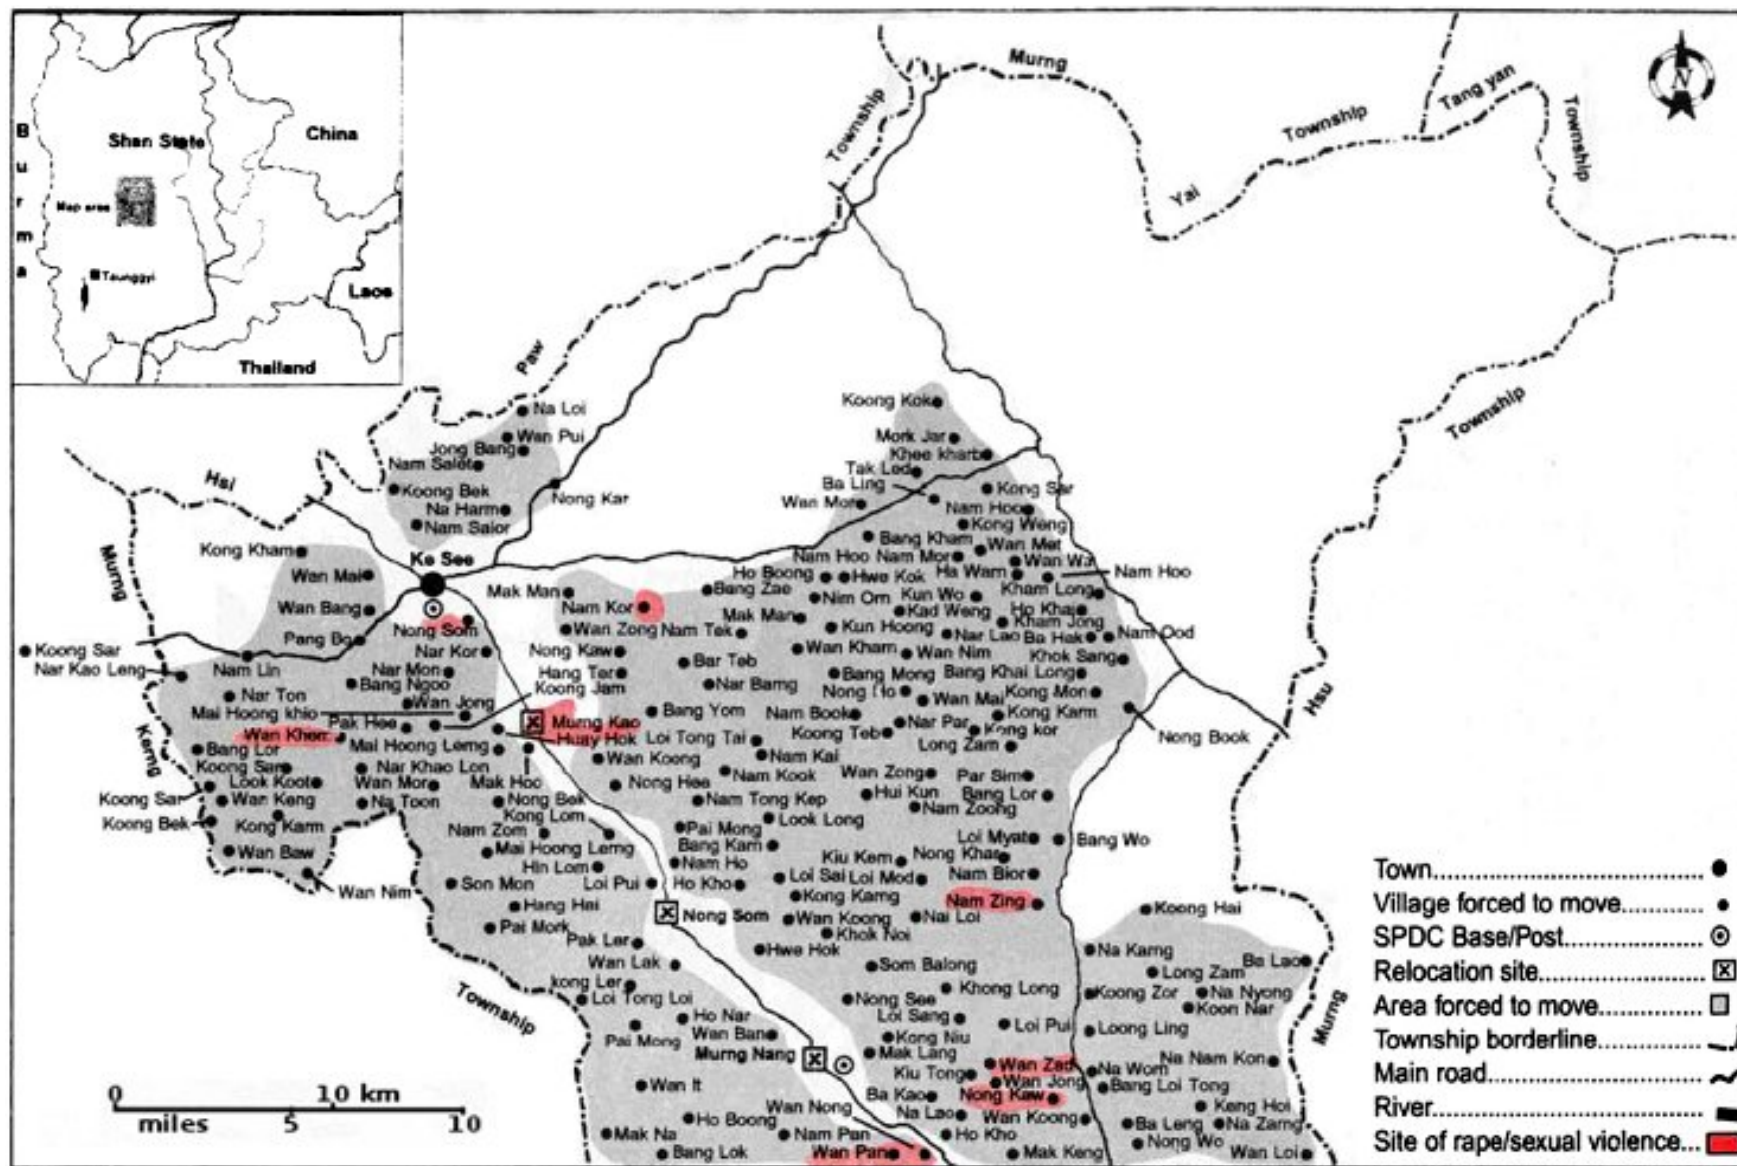 Burma
Shan State
China
Map area
Taunggyi
Laos
Thailand
N
Murng
Township
Yai
Township
Tang yan
Township
Paw
Township
Hsi
Murng
Kerng
Township
Hsu
Murng
Township
Na Loi
Wan Pui
Jong Bang
Nam Salet
Koong Bek
Nong Kar
Na Harm
Nam Salor
Kong Kham
Ke See
Wan Mai
Wan Bang
Nong Som
Pang Bo
Koong Sar
Nar Kao Leng
Nam Lin
Nar Kor
Nar Mon
Bang Ngoo
Nar Ton
Wan Jong
Koong Jam
Mai Hoong khio
Pak Hee
Wan Khem
Mai Hoong Lerng
Bang Lor
Koong Sar
Nar Khao Lon
Look Koot
Wan Mor
Mak Hoo
Koong Sar
Wan Keng
Na Toon
Nong Bek
Koong Bek
Kong Karm
Kong Lom
Nam Zom
Wan Baw
Mai Hoong Lerng
Wan Nim
Hin Lom
Son Mon
Loi Pui
Hang Hai
Nong Som
Pai Mork
Pak Ler
Wan Lak
kong Ler
Loi Tong Loi
Ho Nar
Pai Mong
Wan Ban
Murng Nang
Wan It
Ho Boong
Wan Nong
Mak Na
Nam Pan
Bang Lok
Wan Pan
Koong Kok
Mork Jar
Khee kharb
Tak Led
Ba Ling
Kong Sar
Wan Mor
Nam Hoo
Kong Weng
Bang Kham
Wan Met
Nam Hoo
Nam Mor
Wan Wa
Ho Boong
Hwe Kok
Ha Warn
Nam Hoo
Mak Man
Bang Zae
Nim Om
Kun Wo
Kham Long
Nam Kor
Mak Man
Kad Weng
Ho Khai
Kham Jong
Wan Zong
Nam Tek
Kun Hoong
Nar Lao
Ba Hak
Nam Ood
Nong Kaw
Wan Kham
Wan Nim
Khok Sang
Bar Teb
Hang Ter
Bang Mong
Bang Khai Long
Nar Barng
Nong Ho
Wan Mai
Kong Mon
Murng Kao
Bang Yom
Nam Book
Nar Par
Kong Karm
Huay Hok
Loi Tong Tai
Koong Teb
Kong kor
Nong Book
Long Zam
Wan Koong
Nam Kai
Nong Hee
Nam Kook
Wan Zong
Par Sim
Nam Tong Kep
Hui Kun
Bang Lor
Nam Zoong
Look Long
Pai Mong
Loi Myat
Bang Wo
Bang Kam
Nam Ho
Kiu Kem
Nong Khar
Ho Kho
Loi Sai
Loi Mod
Nam Bior
Kong Karng
Nam Zing
Wan Koong
Nai Loi
Khok Noi
Hwe Hok
Som Balong
Khong Long
Nong See
Loi Sang
Loi Pui
Kong Niu
Mak Lang
Wan Zad
Kiu Tong
Wan Jong
Ba Kao
Nong Kaw
Na Lao
Wan Koong
Ho Kho
Mak Keng
Koong Hai
Na Karng
Ba Lao
Long Zam
Koong Zor
Na Nyong
Koon Nar
Loong Ling
Na Nam Kon
Na Worn
Bang Loi Tong
Keng Hoi
Ba Leng
Na Zarng
Nong Wo
Wan Loi
0 10 km
miles 5 10
Town
Village forced to move
SPDC Base/Post
Relocation site
Area forced to move
Township borderline
Main road
River
Site of rape/sexual violence